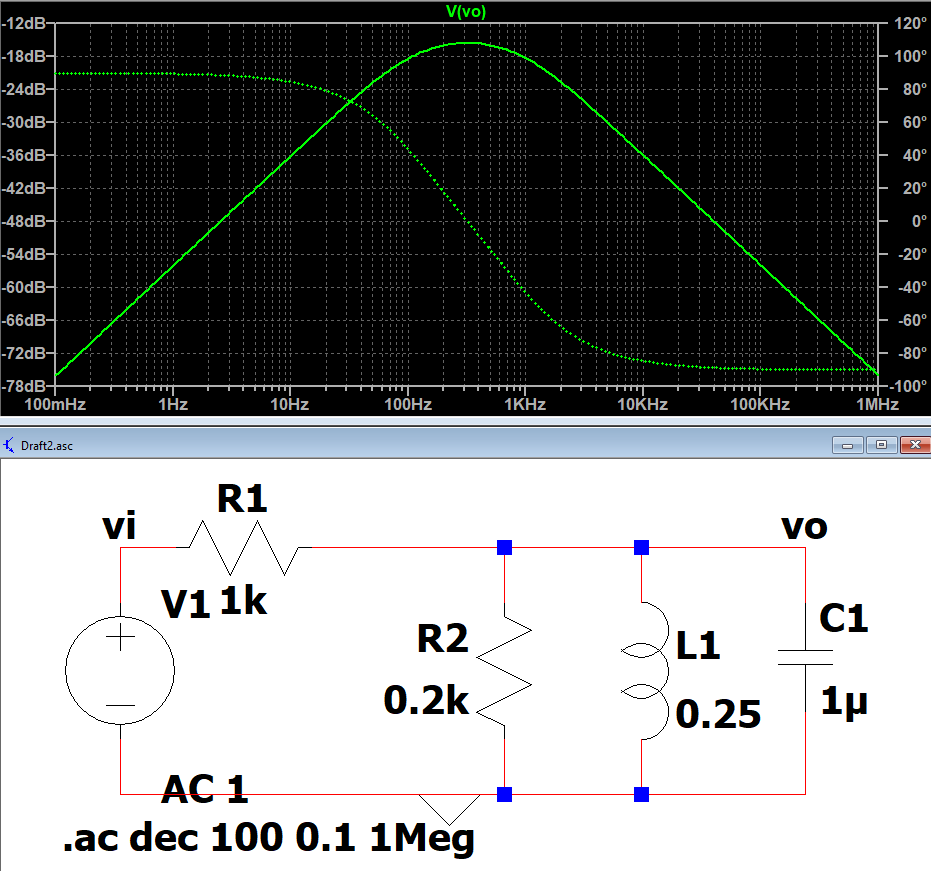 V(vo)
-12dB 120°
-18dB 100°
-24dB 80°
-30dB 60°
-36dB 40°
-42dB 20°
-48dB 0°
-54dB -20°
-60dB -40°
-66dB -60°
-72dB -80°
-78dB -100°
100mHz 1Hz 10Hz 100Hz 1KHz 10KHz 100KHz 1MHz
Draft2.asc
R1
vi vo
V1 1k
C1
R2 L1
0.2k 0.25 1µ
AC 1
.ac dec 100 0.1 1Meg